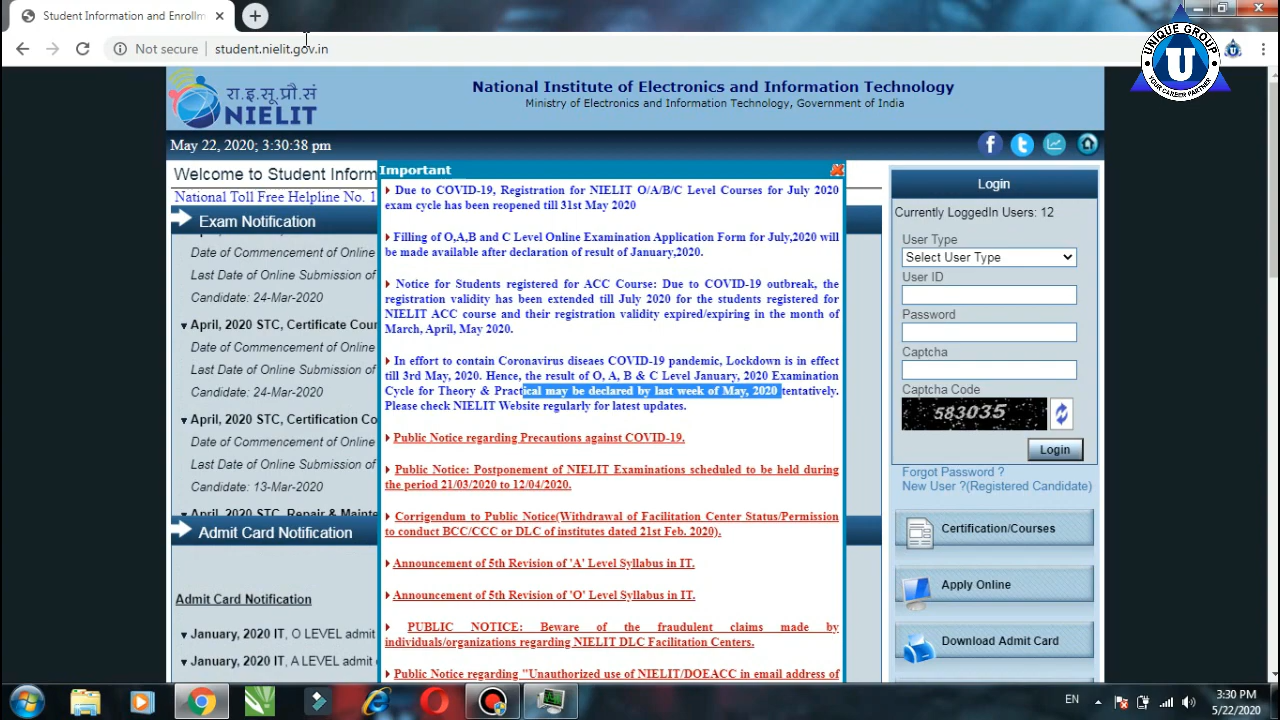 Student Information and Enrollm
Not secure
student.nielit.gov.in
UNIQUE GROUP
U
YOUR CAREER PARTNER
रा.इ.सू.प्रौ.सं
NIELIT
National Institute of Electronics and Information Technology
Ministry of Electronics and Information Technology, Government of India
May 22, 2020; 3:30:38 pm
Welcome to Student Inform
National Toll Free Helpline No. 1
Exam Notification
Date of Commencement of Online
Last Date of Online Submission of
Candidate: 24-Mar-2020
April, 2020 STC, Certificate Cour
Date of Commencement of Online
Last Date of Online Submission of
Candidate: 24-Mar-2020
April, 2020 STC, Certification Co
Date of Commencement of Online
Last Date of Online Submission of
Candidate: 13-Mar-2020
April, 2020 STC, Repair & Mainte
Admit Card Notification
Admit Card Notification
January, 2020 IT, O LEVEL admit
January, 2020 IT, A LEVEL admit
Important
Due to COVID-19, Registration for NIELIT O/A/B/C Level Courses for July 2020
exam cycle has been reopened till 31st May 2020
Filling of O,A,B and C Level Online Examination Application Form for July,2020 will
be made available after declaration of result of January,2020.
Notice for Students registered for ACC Course: Due to COVID-19 outbreak, the
registration validity has been extended till July 2020 for the students registered for
NIELIT ACC course and their registration validity expired/expiring in the month of
March, April, May 2020.
In effort to contain Coronavirus diseaes COVID-19 pandemic, Lockdown is in effect
till 3rd May, 2020. Hence, the result of O, A, B & C Level January, 2020 Examination
Cycle for Theory & Practical may be declared by last week of May, 2020 tentatively.
Please check NIELIT Website regularly for latest updates.
Public Notice regarding Precautions against COVID-19.
Public Notice: Postponement of NIELIT Examinations scheduled to be held during
the period 21/03/2020 to 12/04/2020.
Corrigendum to Public Notice(Withdrawal of Facilitation Center Status/Permission
to conduct BCC/CCC or DLC of institutes dated 21st Feb. 2020).
Announcement of 5th Revision of 'A' Level Syllabus in IT.
Announcement of 5th Revision of 'O' Level Syllabus in IT.
PUBLIC NOTICE: Beware of the fraudulent claims made by
individuals/organizations regarding NIELIT DLC Facilitation Centers.
Public Notice regarding "Unauthorized use of NIELIT/DOEACC in email address of
Login
Currently LoggedIn Users: 12
User Type
Select User Type
User ID
Password
Captcha
Captcha Code
583035
Login
Forgot Password ?
New User ?(Registered Candidate)
Certification/Courses
Apply Online
Download Admit Card
EN
3:30 PM
5/22/2020